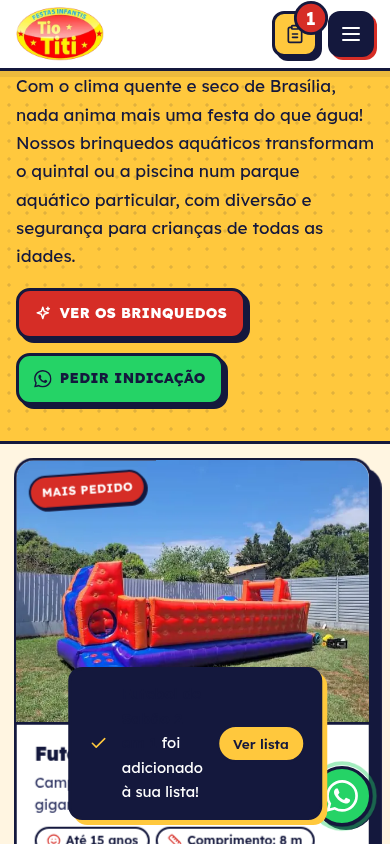 FESTAS INFANTIS
Tio
Titi
1
Com o clima quente e seco de Brasília,
nada anima mais uma festa do que água!
Nossos brinquedos aquáticos transformam
o quintal ou a piscina num parque
aquático particular, com diversão e
segurança para crianças de todas as
idades.
VER OS BRINQUEDOS
PEDIR INDICAÇÃO
MAIS PEDIDO
foi
adicionado
à sua lista!
Ver lista
Até 15 anos
Comprimento: 8 m